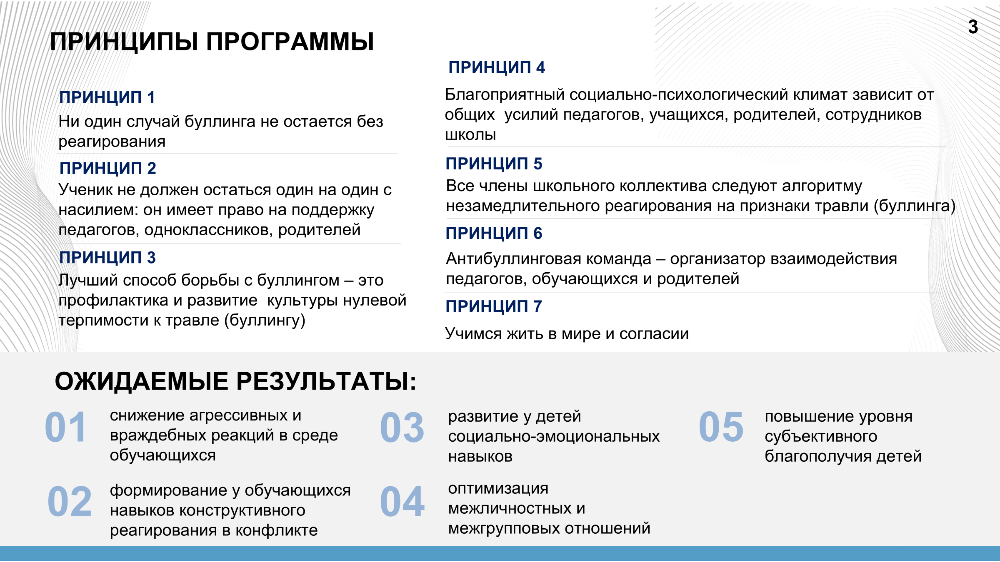 3
ПРИНЦИПЫ ПРОГРАММЫ
ПРИНЦИП 1
Ни один случай буллинга не остается без
реагирования
ПРИНЦИП 2
Ученик не должен остаться один на один с
насилием: он имеет право на поддержку
педагогов, одноклассников, родителей
ПРИНЦИП 3
Лучший способ борьбы с буллингом – это
профилактика и развитие  культуры нулевой
терпимости к травле (буллингу)
ПРИНЦИП 4
Благоприятный социально-психологический климат зависит от
общих  усилий педагогов, учащихся, родителей, сотрудников
школы
ПРИНЦИП 5
Все члены школьного коллектива следуют алгоритму
незамедлительного реагирования на признаки травли (буллинга)
ПРИНЦИП 6
Антибуллинговая команда – организатор взаимодействия
педагогов, обучающихся и родителей
ПРИНЦИП 7
Учимся жить в мире и согласии
ОЖИДАЕМЫЕ РЕЗУЛЬТАТЫ:
01
снижение агрессивных и
враждебных реакций в среде
обучающихся
02
формирование у обучающихся
навыков конструктивного
реагирования в конфликте
03
развитие у детей
социально-эмоциональных
навыков
04
оптимизация
межличностных и
межгрупповых отношений
05
повышение уровня
субъективного
благополучия детей